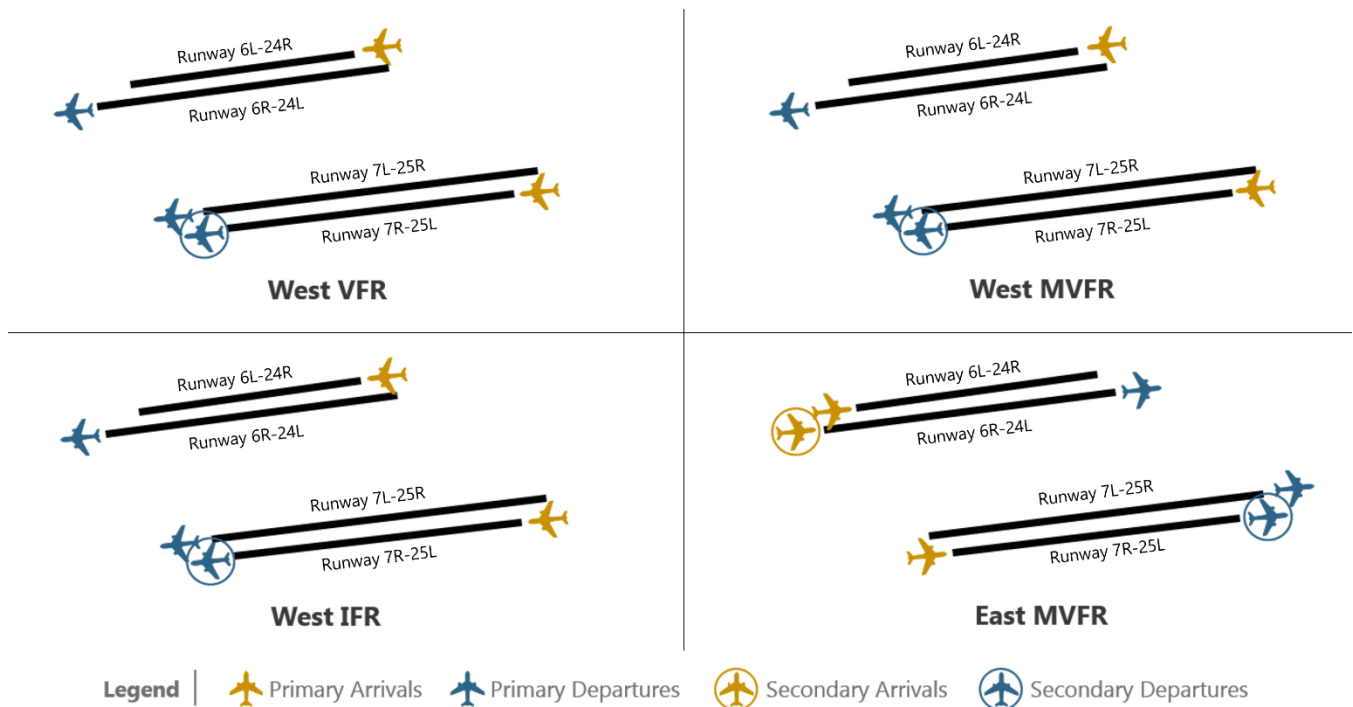 Runway 6L-24R
Runway 6R-24L
Runway 7L-25R
Runway 7R-25L
West VFR
Runway 6L-24R
Runway 6R-24L
Runway 7L-25R
Runway 7R-25L
West MVFR
Runway 6L-24R
Runway 6R-24L
Runway 7L-25R
Runway 7R-25L
West IFR
Runway 6L-24R
Runway 6R-24L
Runway 7L-25R
Runway 7R-25L
East MVFR
Legend Primary Arrivals Primary Departures Secondary Arrivals Secondary Departures